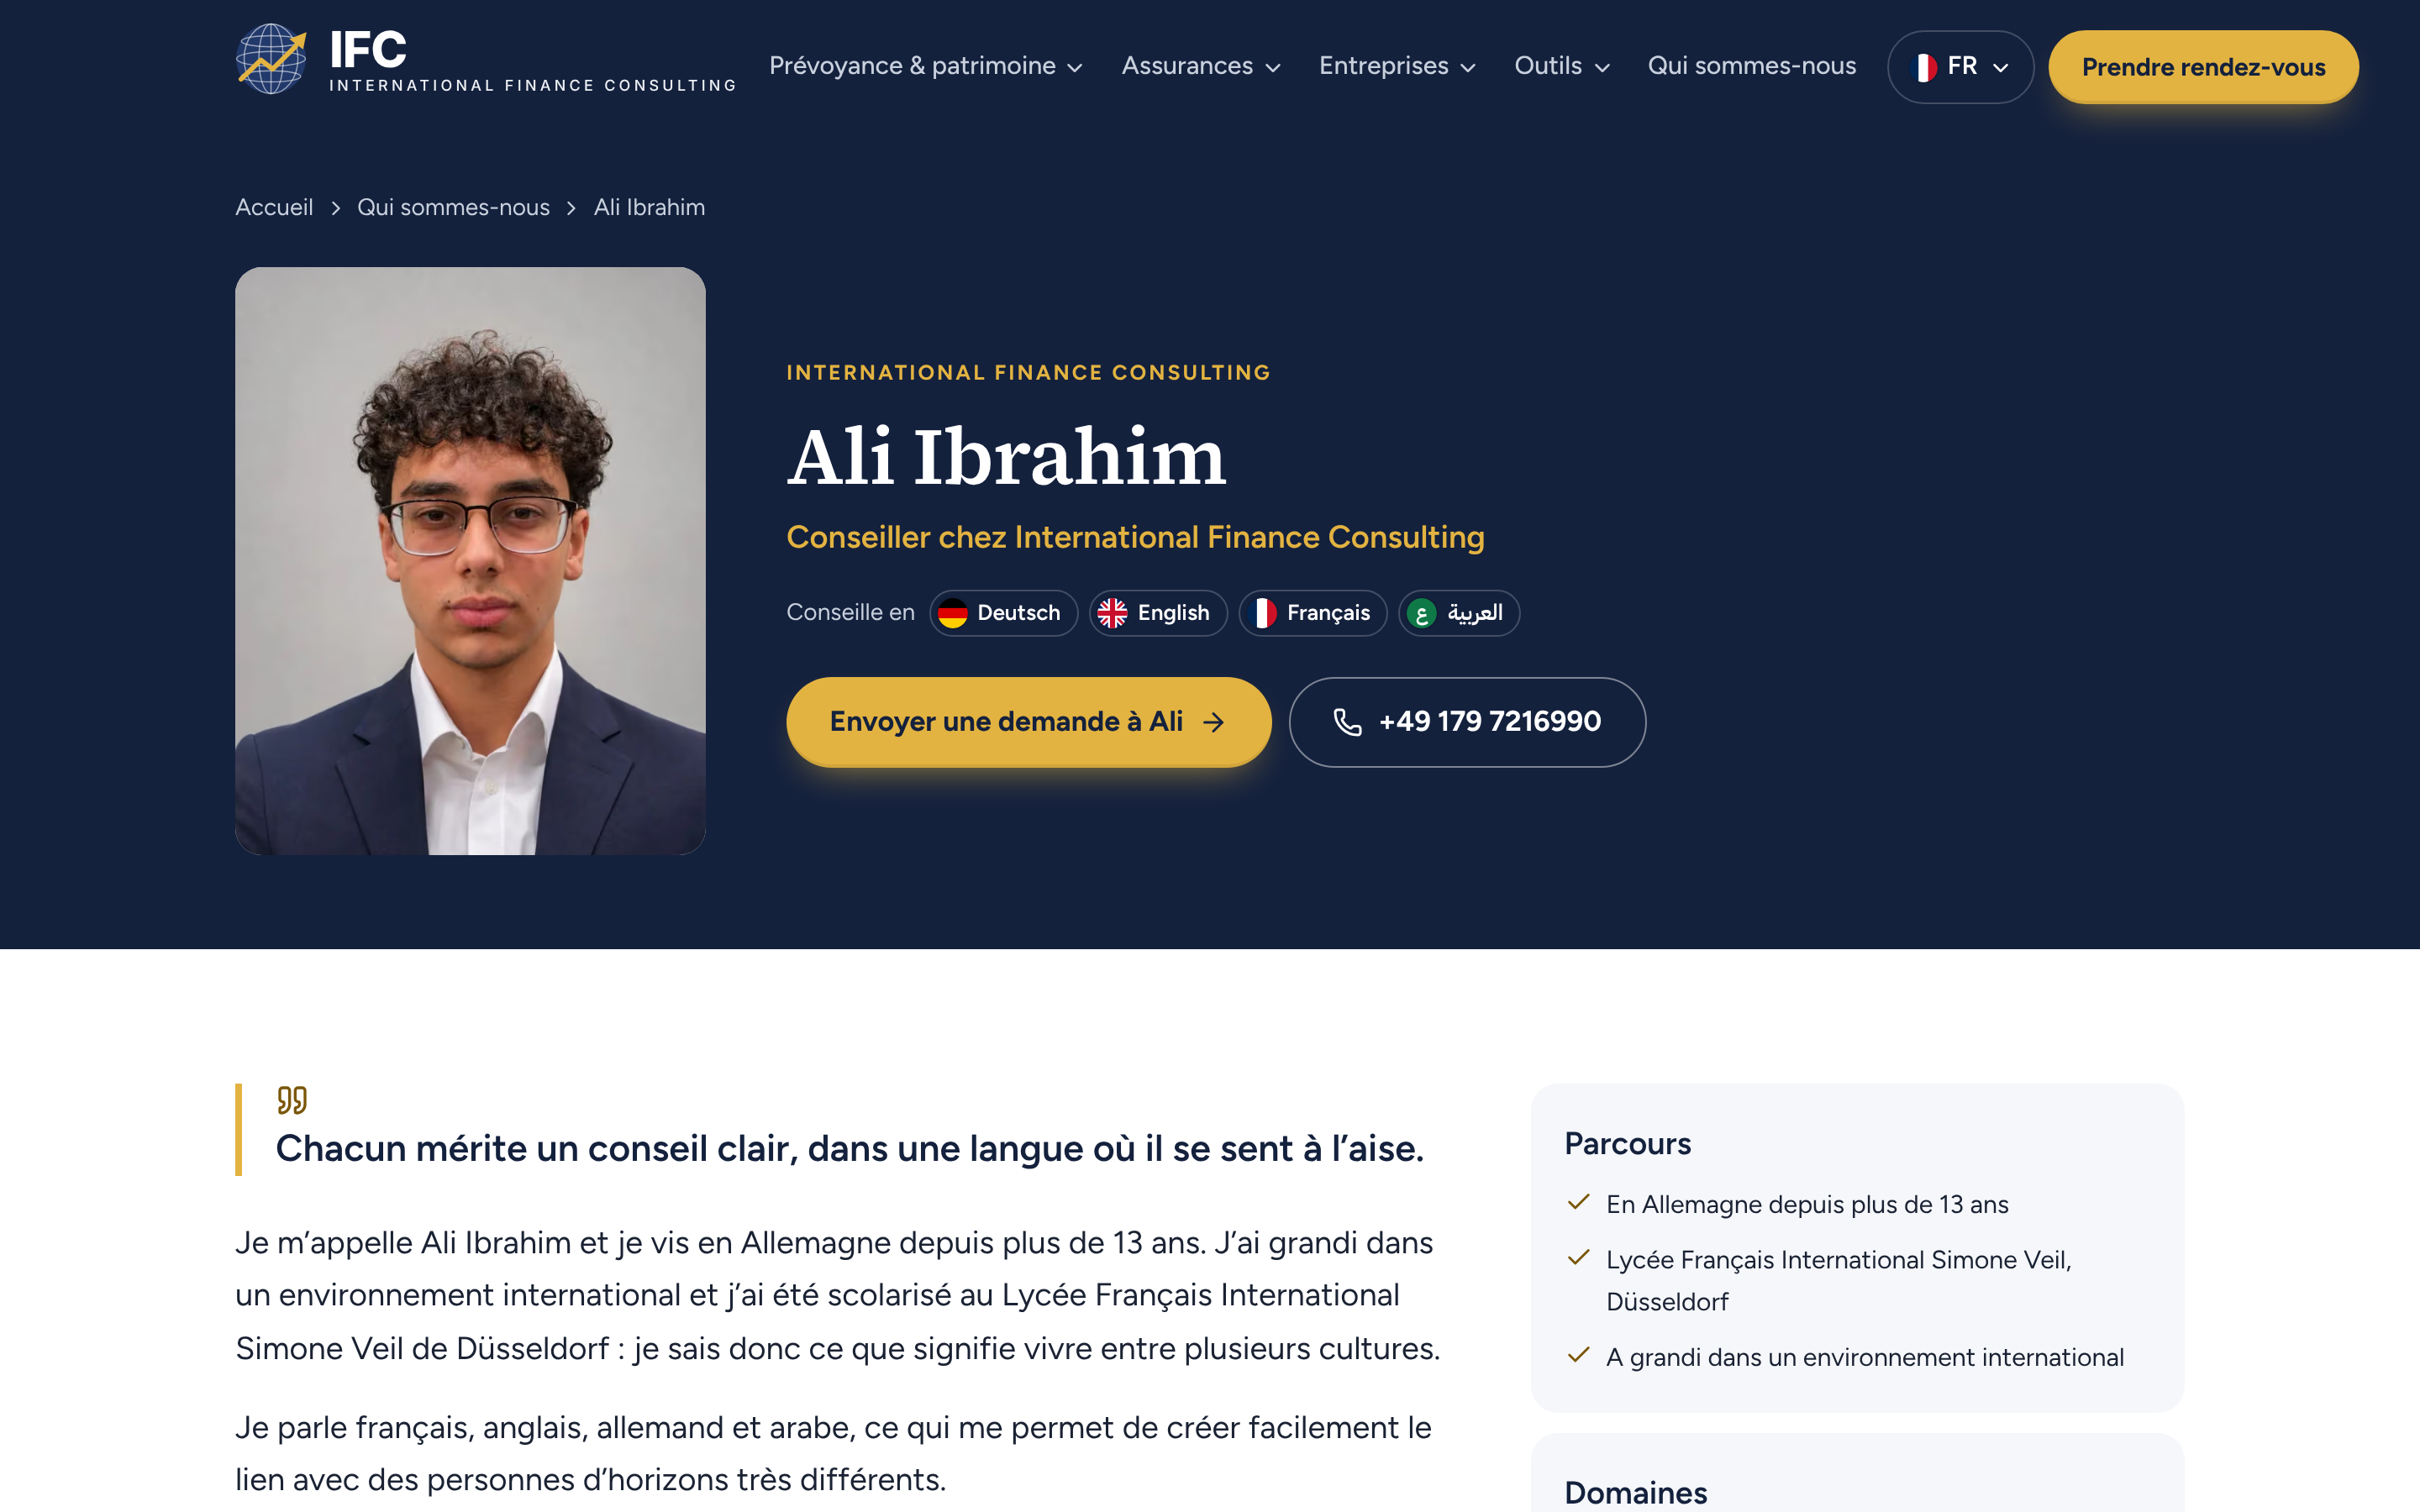 IFC
INTERNATIONAL FINANCE CONSULTING
Prévoyance & patrimoine
Assurances
Entreprises
Outils
Qui sommes-nous
FR
Prendre rendez-vous
Accueil > Qui sommes-nous > Ali Ibrahim
INTERNATIONAL FINANCE CONSULTING
Ali Ibrahim
Conseiller chez International Finance Consulting
Conseille en
Deutsch
English
Français
ع العربية
Envoyer une demande à Ali →
+49 179 7216990
Chacun mérite un conseil clair, dans une langue où il se sent à l’aise.
Je m’appelle Ali Ibrahim et je vis en Allemagne depuis plus de 13 ans. J’ai grandi dans
un environnement international et j’ai été scolarisé au Lycée Français International
Simone Veil de Düsseldorf : je sais donc ce que signifie vivre entre plusieurs cultures.
Je parle français, anglais, allemand et arabe, ce qui me permet de créer facilement le
lien avec des personnes d’horizons très différents.
Parcours
En Allemagne depuis plus de 13 ans
Lycée Français International Simone Veil,
Düsseldorf
A grandi dans un environnement international
Domaines